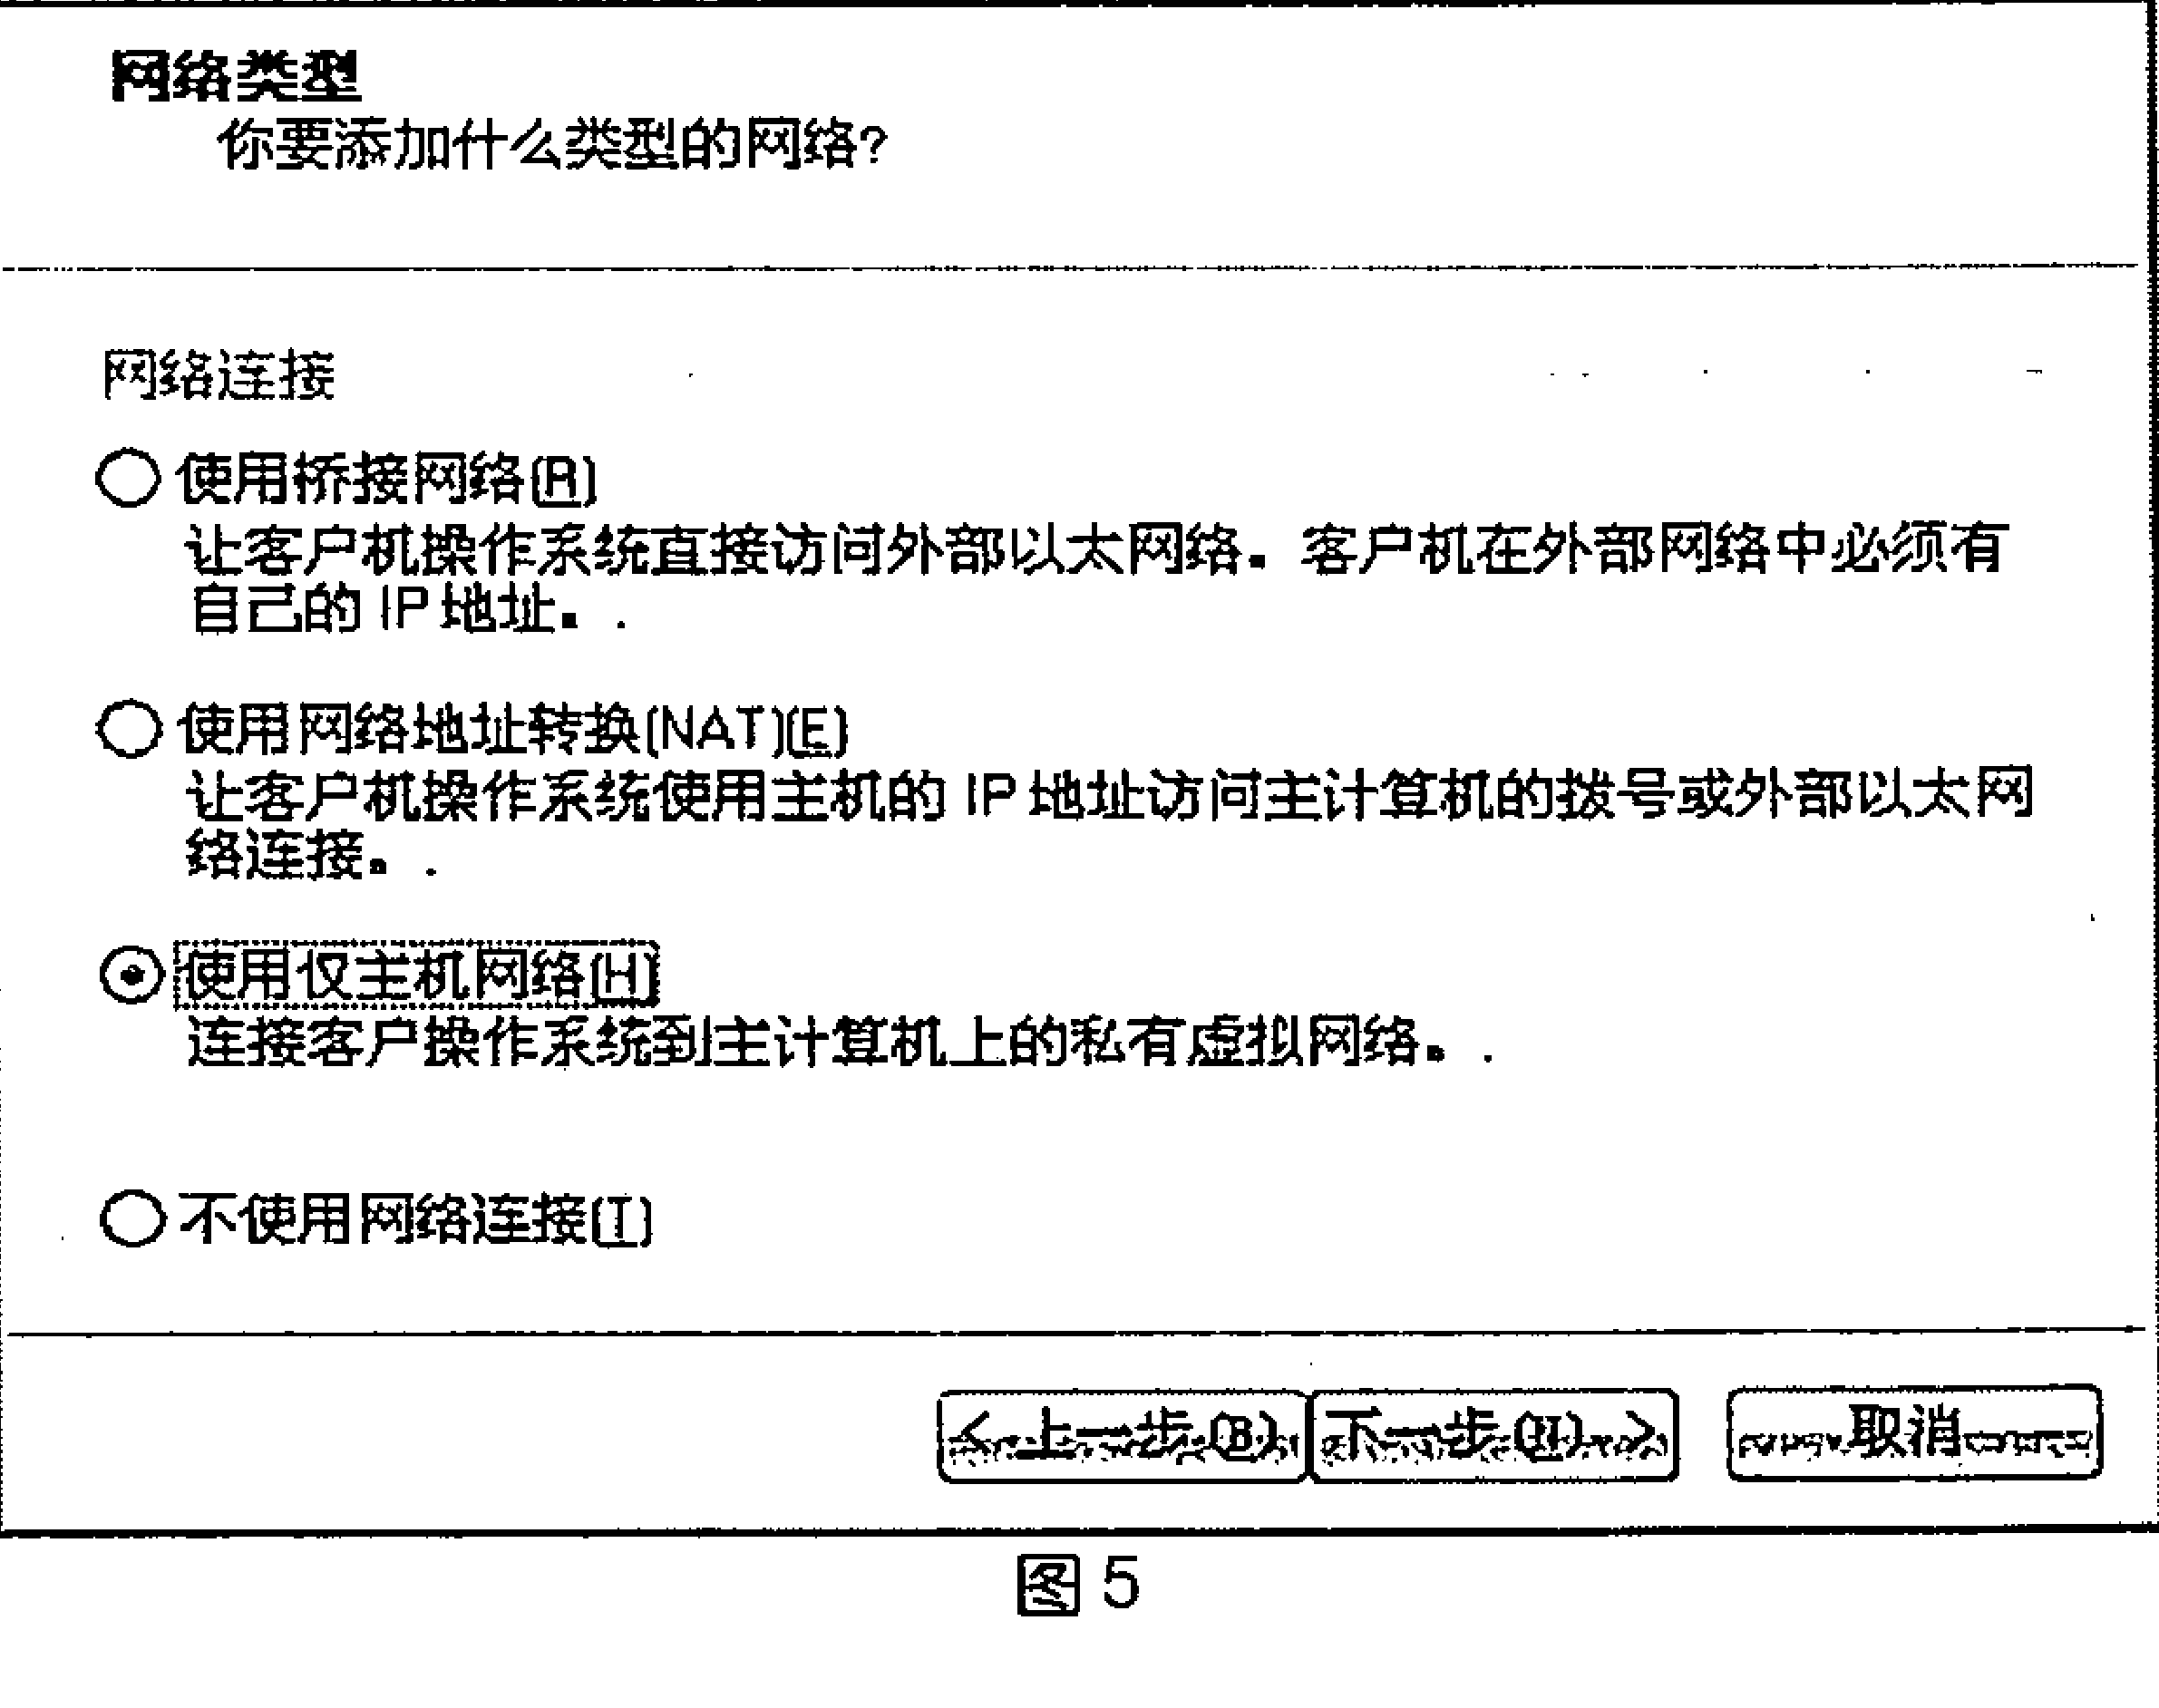 网络类型
你要添加什么类型的网络?
网络连接
使用桥接网络(R)
让客户机操作系统直接访问外部以太网络。客户机在外部网络中必须有
自己的 IP 地址。.
使用网络地址转换(NAT)(E)
让客户机操作系统使用主机的 IP 地址访问主计算机的拨号或外部以太网
络连接。.
使用仅主机网络(H)
连接客户操作系统到主计算机上的私有虚拟网络。.
不使用网络连接(T)
< 上一步(B) 下一步(N) > 取消
图 5